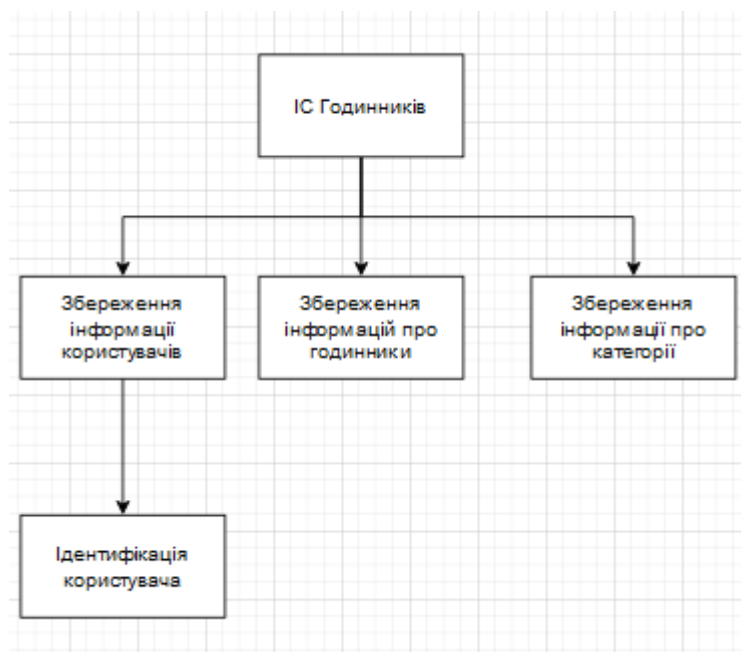 ІС Годинників
Збереження
інформації
користувачів
Збереження
інформацій про
годинники
Збереження
інформації про
категорії
Ідентифікація
користувача